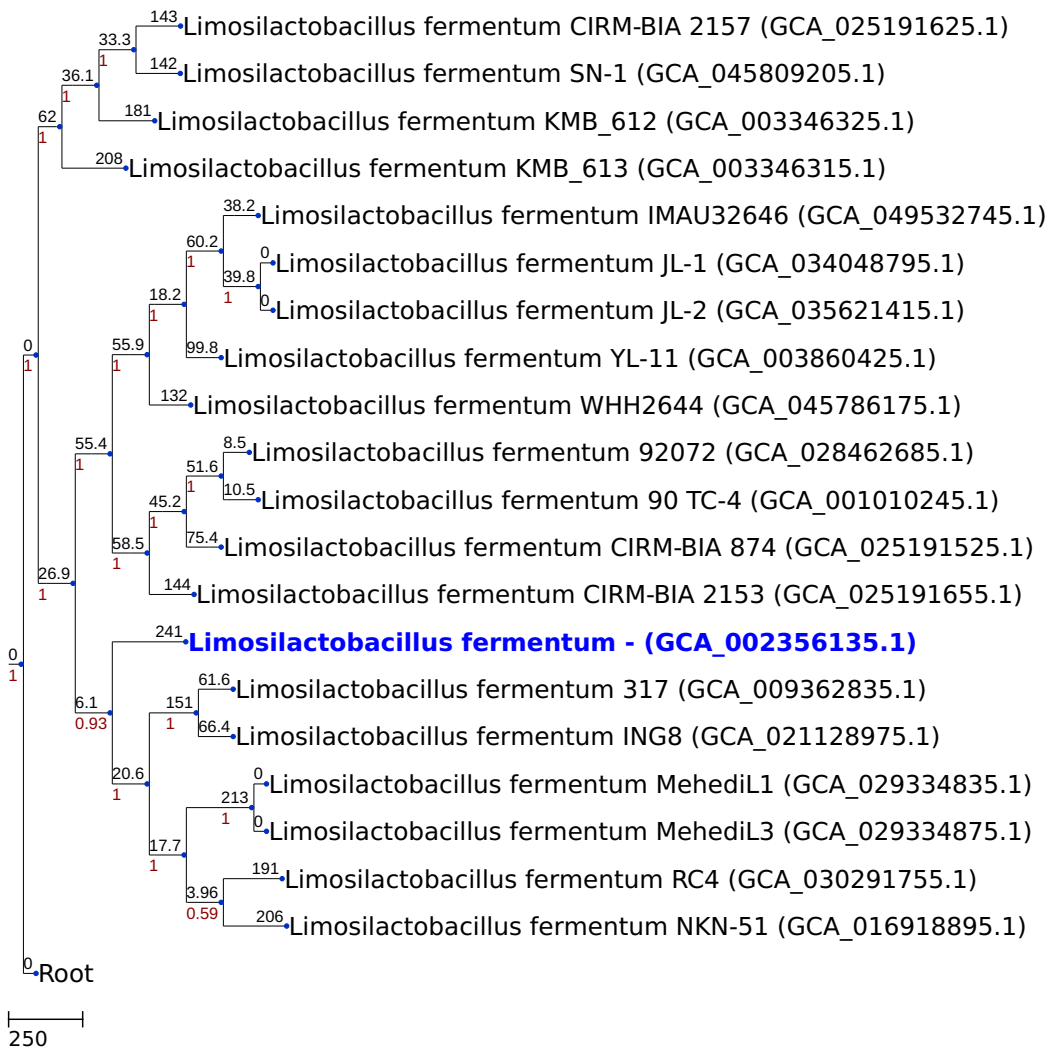 143
Limosilactobacillus fermentum CIRM-BIA 2157 (GCA_025191625.1)
33.3
1
142
Limosilactobacillus fermentum SN-1 (GCA_045809205.1)
36.1
1
181
Limosilactobacillus fermentum KMB_612 (GCA_003346325.1)
62
1
208
Limosilactobacillus fermentum KMB_613 (GCA_003346315.1)
38.2
Limosilactobacillus fermentum IMAU32646 (GCA_049532745.1)
60.2
1
0
Limosilactobacillus fermentum JL-1 (GCA_034048795.1)
39.8
1
0
Limosilactobacillus fermentum JL-2 (GCA_035621415.1)
18.2
1
99.8
Limosilactobacillus fermentum YL-11 (GCA_003860425.1)
0
1
55.9
1
132
Limosilactobacillus fermentum WHH2644 (GCA_045786175.1)
55.4
1
8.5
Limosilactobacillus fermentum 92072 (GCA_028462685.1)
51.6
1
10.5
Limosilactobacillus fermentum 90 TC-4 (GCA_001010245.1)
45.2
1
75.4
Limosilactobacillus fermentum CIRM-BIA 874 (GCA_025191525.1)
58.5
1
26.9
1
144
Limosilactobacillus fermentum CIRM-BIA 2153 (GCA_025191655.1)
241
Limosilactobacillus fermentum - (GCA_002356135.1)
0
1
61.6
Limosilactobacillus fermentum 317 (GCA_009362835.1)
6.1
0.93
151
1
66.4
Limosilactobacillus fermentum ING8 (GCA_021128975.1)
20.6
1
0
Limosilactobacillus fermentum MehediL1 (GCA_029334835.1)
213
1
0
Limosilactobacillus fermentum MehediL3 (GCA_029334875.1)
17.7
1
191
Limosilactobacillus fermentum RC4 (GCA_030291755.1)
3.96
0.59
206
Limosilactobacillus fermentum NKN-51 (GCA_016918895.1)
0
Root
250